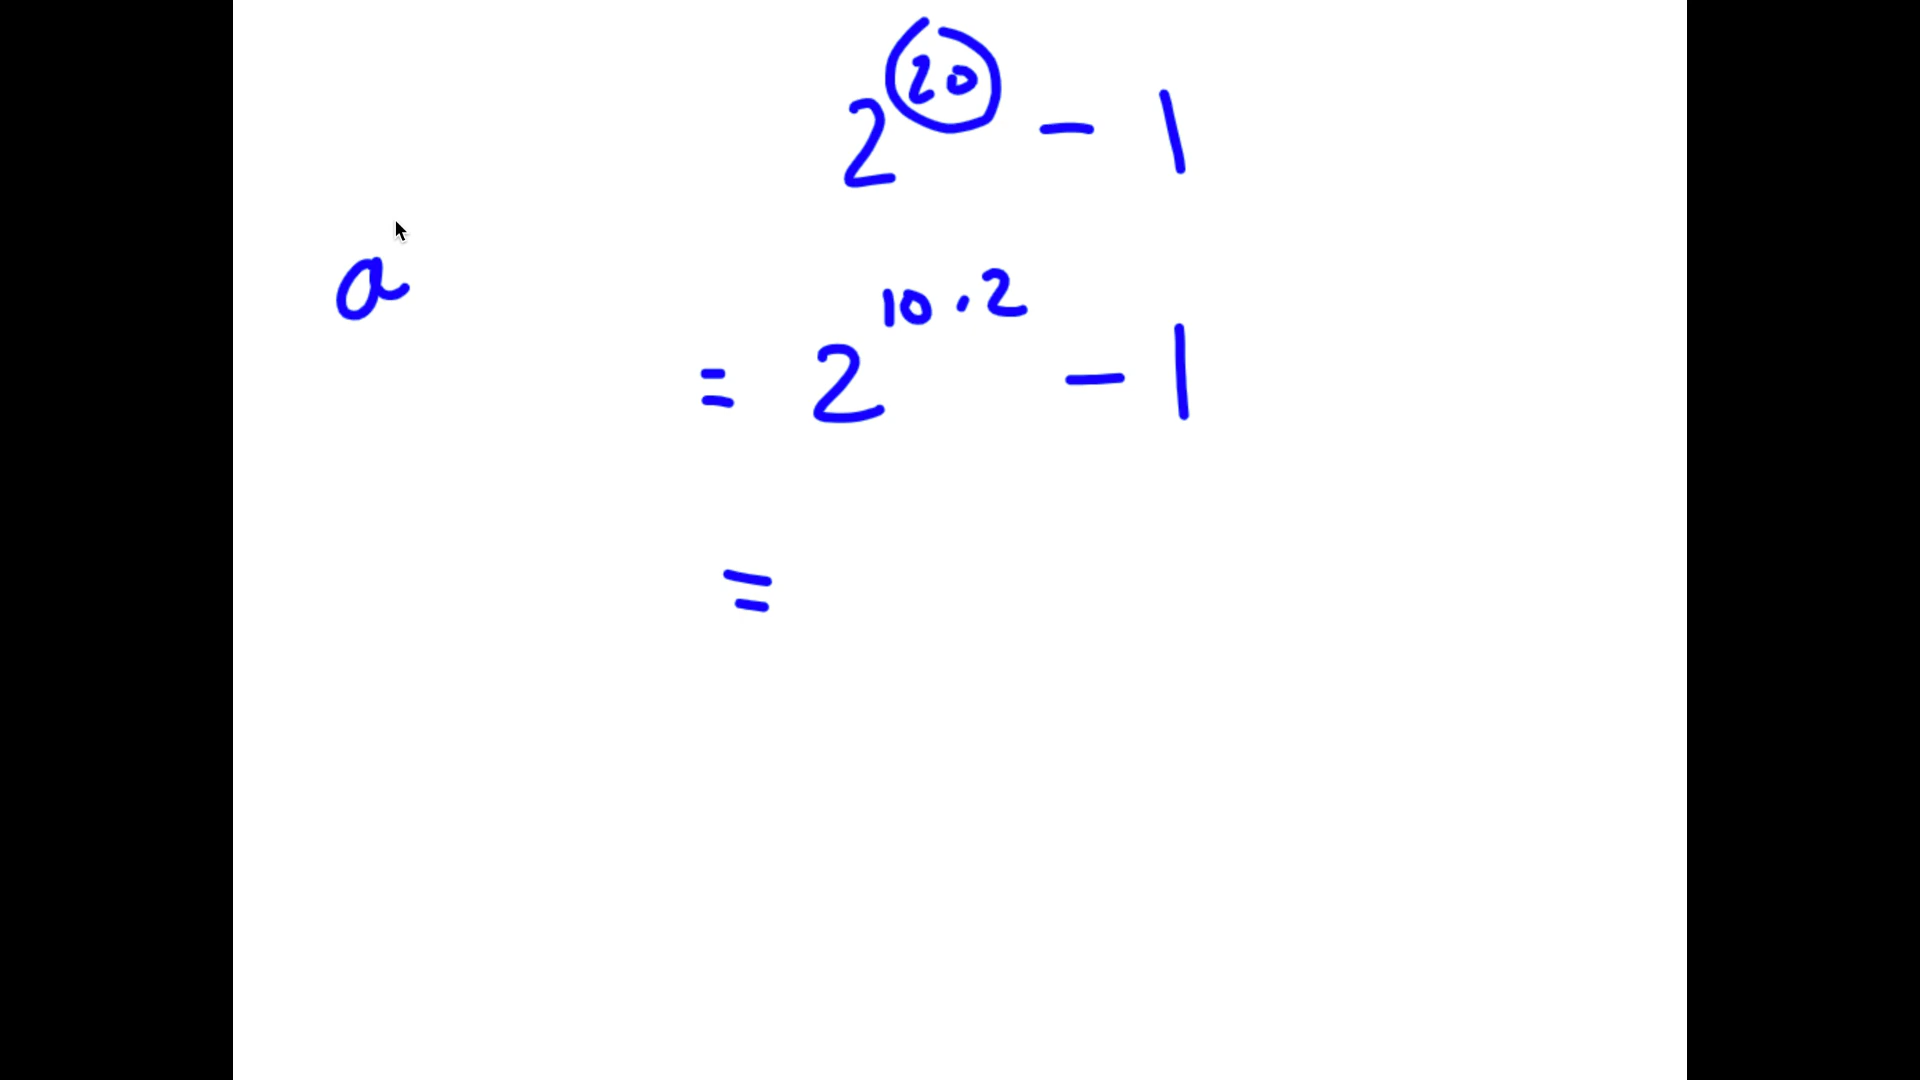 2^20 - 1
a
= 2^10·2 - 1
=